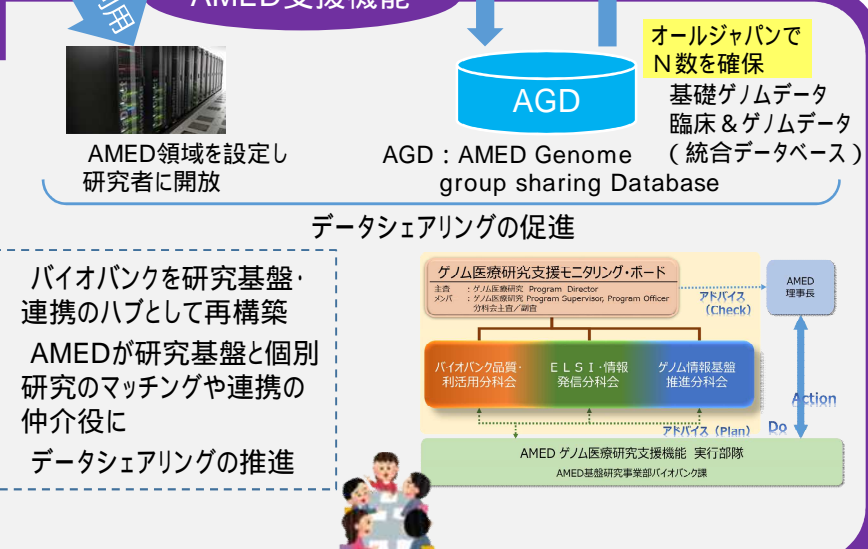 利用
AMED支援機能
オールジャパンで
N数を確保
AGD
基礎ゲノムデータ
臨床&ゲノムデータ
(統合データベース)
AMED領域を設定し
研究者に開放
AGD:AMED Genome
group sharing Database
データシェアリングの促進
バイオバンクを研究基盤・
連携のハブとして再構築
AMEDが研究基盤と個別
研究のマッチングや連携の
仲介役に
データシェアリングの推進
ゲノム医療研究支援モニタリング・ボード
主査 :ゲノム医療研究 Program Director
メンバ :ゲノム医療研究 Program Supervisor, Program Officer
分科会主査/副査
アドバイス
(Check)
AMED
理事長
バイオバンク品質・
利活用分科会
ELSI・情報
発信分科会
ゲノム情報基盤
推進分科会
Action
Do
アドバイス (Plan)
AMED ゲノム医療研究支援機能 実行部隊
AMED基盤研究事業部バイオバンク課